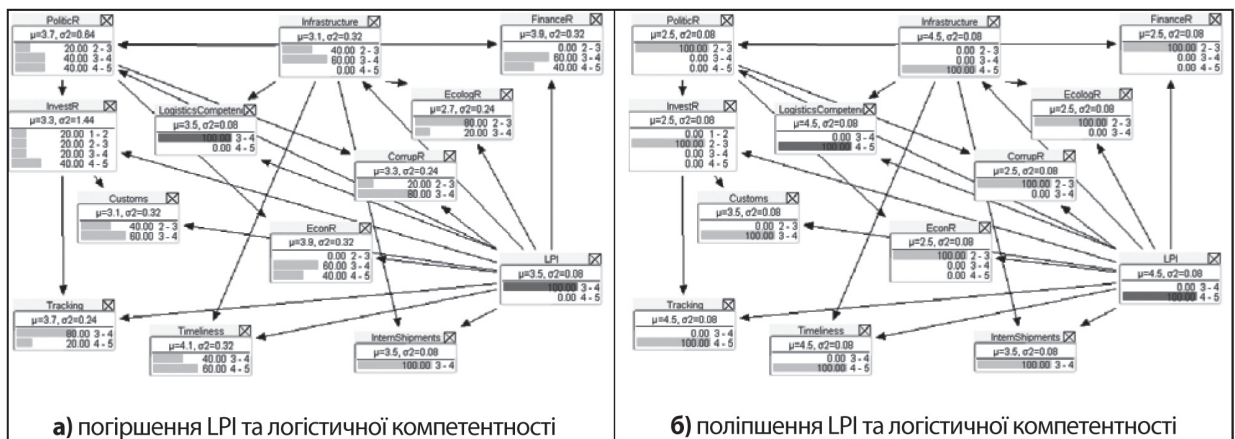 PoliticR
μ=3.7, σ2=0.64
20.00 2 - 3
40.00 3 - 4
40.00 4 - 5
Infrastructure
μ=3.1, σ2=0.32
40.00 2 - 3
60.00 3 - 4
0.00 4 - 5
FinanceR
μ=3.9, σ2=0.32
0.00 2 - 3
60.00 3 - 4
40.00 4 - 5
InvestR
μ=3.3, σ2=1.44
20.00 1 - 2
20.00 2 - 3
20.00 3 - 4
40.00 4 - 5
LogisticsCompetenc
μ=3.5, σ2=0.08
100.00 3 - 4
0.00 4 - 5
EcologR
μ=2.7, σ2=0.24
80.00 2 - 3
20.00 3 - 4
CorrupR
μ=3.3, σ2=0.24
20.00 2 - 3
80.00 3 - 4
Customs
μ=3.1, σ2=0.32
40.00 2 - 3
60.00 3 - 4
EconR
μ=3.9, σ2=0.32
0.00 2 - 3
60.00 3 - 4
40.00 4 - 5
LPI
μ=3.5, σ2=0.08
100.00 3 - 4
0.00 4 - 5
Tracking
μ=3.7, σ2=0.24
80.00 3 - 4
20.00 4 - 5
Timeliness
μ=4.1, σ2=0.32
40.00 3 - 4
60.00 4 - 5
InternShipments
μ=3.5, σ2=0.08
100.00 3 - 4
а) погіршення LPI та логістичної компетентності
PoliticR
μ=2.5, σ2=0.08
100.00 2 - 3
0.00 3 - 4
0.00 4 - 5
Infrastructure
μ=4.5, σ2=0.08
0.00 2 - 3
0.00 3 - 4
100.00 4 - 5
FinanceR
μ=2.5, σ2=0.08
100.00 2 - 3
0.00 3 - 4
0.00 4 - 5
InvestR
μ=2.5, σ2=0.08
0.00 1 - 2
100.00 2 - 3
0.00 3 - 4
0.00 4 - 5
LogisticsCompetenc
μ=4.5, σ2=0.08
0.00 3 - 4
100.00 4 - 5
EcologR
μ=2.5, σ2=0.08
100.00 2 - 3
0.00 3 - 4
CorrupR
μ=2.5, σ2=0.08
100.00 2 - 3
0.00 3 - 4
Customs
μ=3.5, σ2=0.08
0.00 2 - 3
100.00 3 - 4
EconR
μ=2.5, σ2=0.08
100.00 2 - 3
0.00 3 - 4
0.00 4 - 5
LPI
μ=4.5, σ2=0.08
0.00 3 - 4
100.00 4 - 5
Tracking
μ=4.5, σ2=0.08
0.00 3 - 4
100.00 4 - 5
Timeliness
μ=4.5, σ2=0.08
0.00 3 - 4
100.00 4 - 5
InternShipments
μ=3.5, σ2=0.08
100.00 3 - 4
б) поліпшення LPI та логістичної компетентності